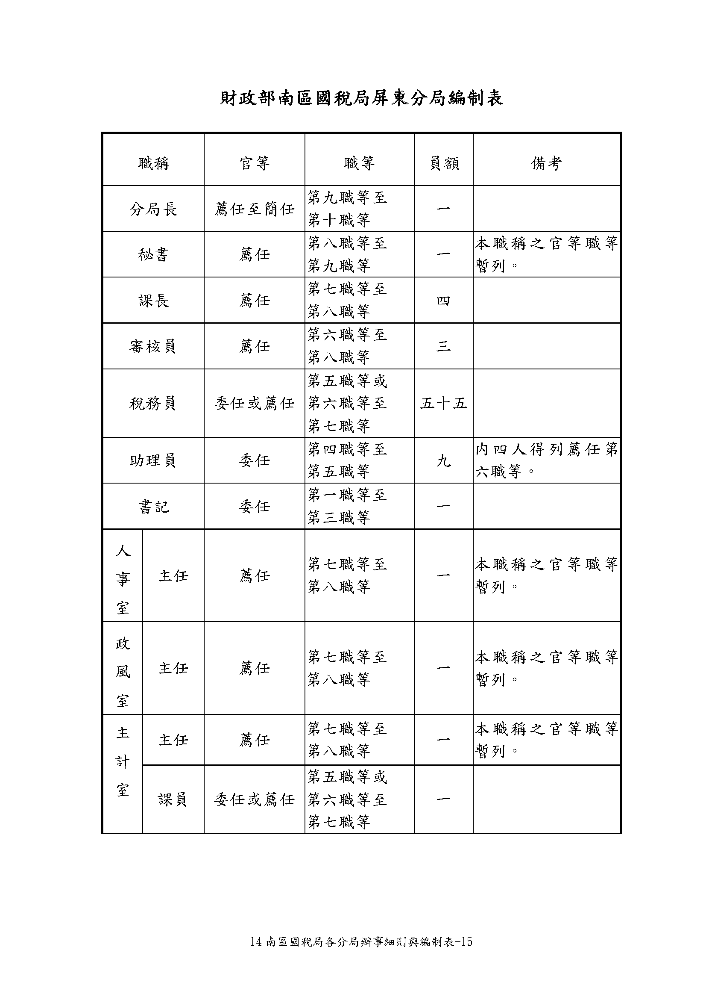 財政部南區國稅局屏東分局編制表
職稱 官等 職等 員額 備考
分局長 薦任至簡任 第九職等至
第十職等 一
秘書 薦任 第八職等至
第九職等 一 本職稱之官等職等
暫列。
課長 薦任 第七職等至
第八職等 四
審核員 薦任 第六職等至
第八職等 三
稅務員 委任或薦任 第五職等或
第六職等至
第七職等 五十五
助理員 委任 第四職等至
第五職等 九 內四人得列薦任第
六職等。
書記 委任 第一職等至
第三職等 一
人
事
室 主任 薦任 第七職等至
第八職等 一 本職稱之官等職等
暫列。
政
風
室 主任 薦任 第七職等至
第八職等 一 本職稱之官等職等
暫列。
主
計
室 主任 薦任 第七職等至
第八職等 一 本職稱之官等職等
暫列。
課員 委任或薦任 第五職等或
第六職等至
第七職等 一
14 南區國稅局各分局辦事細則與編制表-15